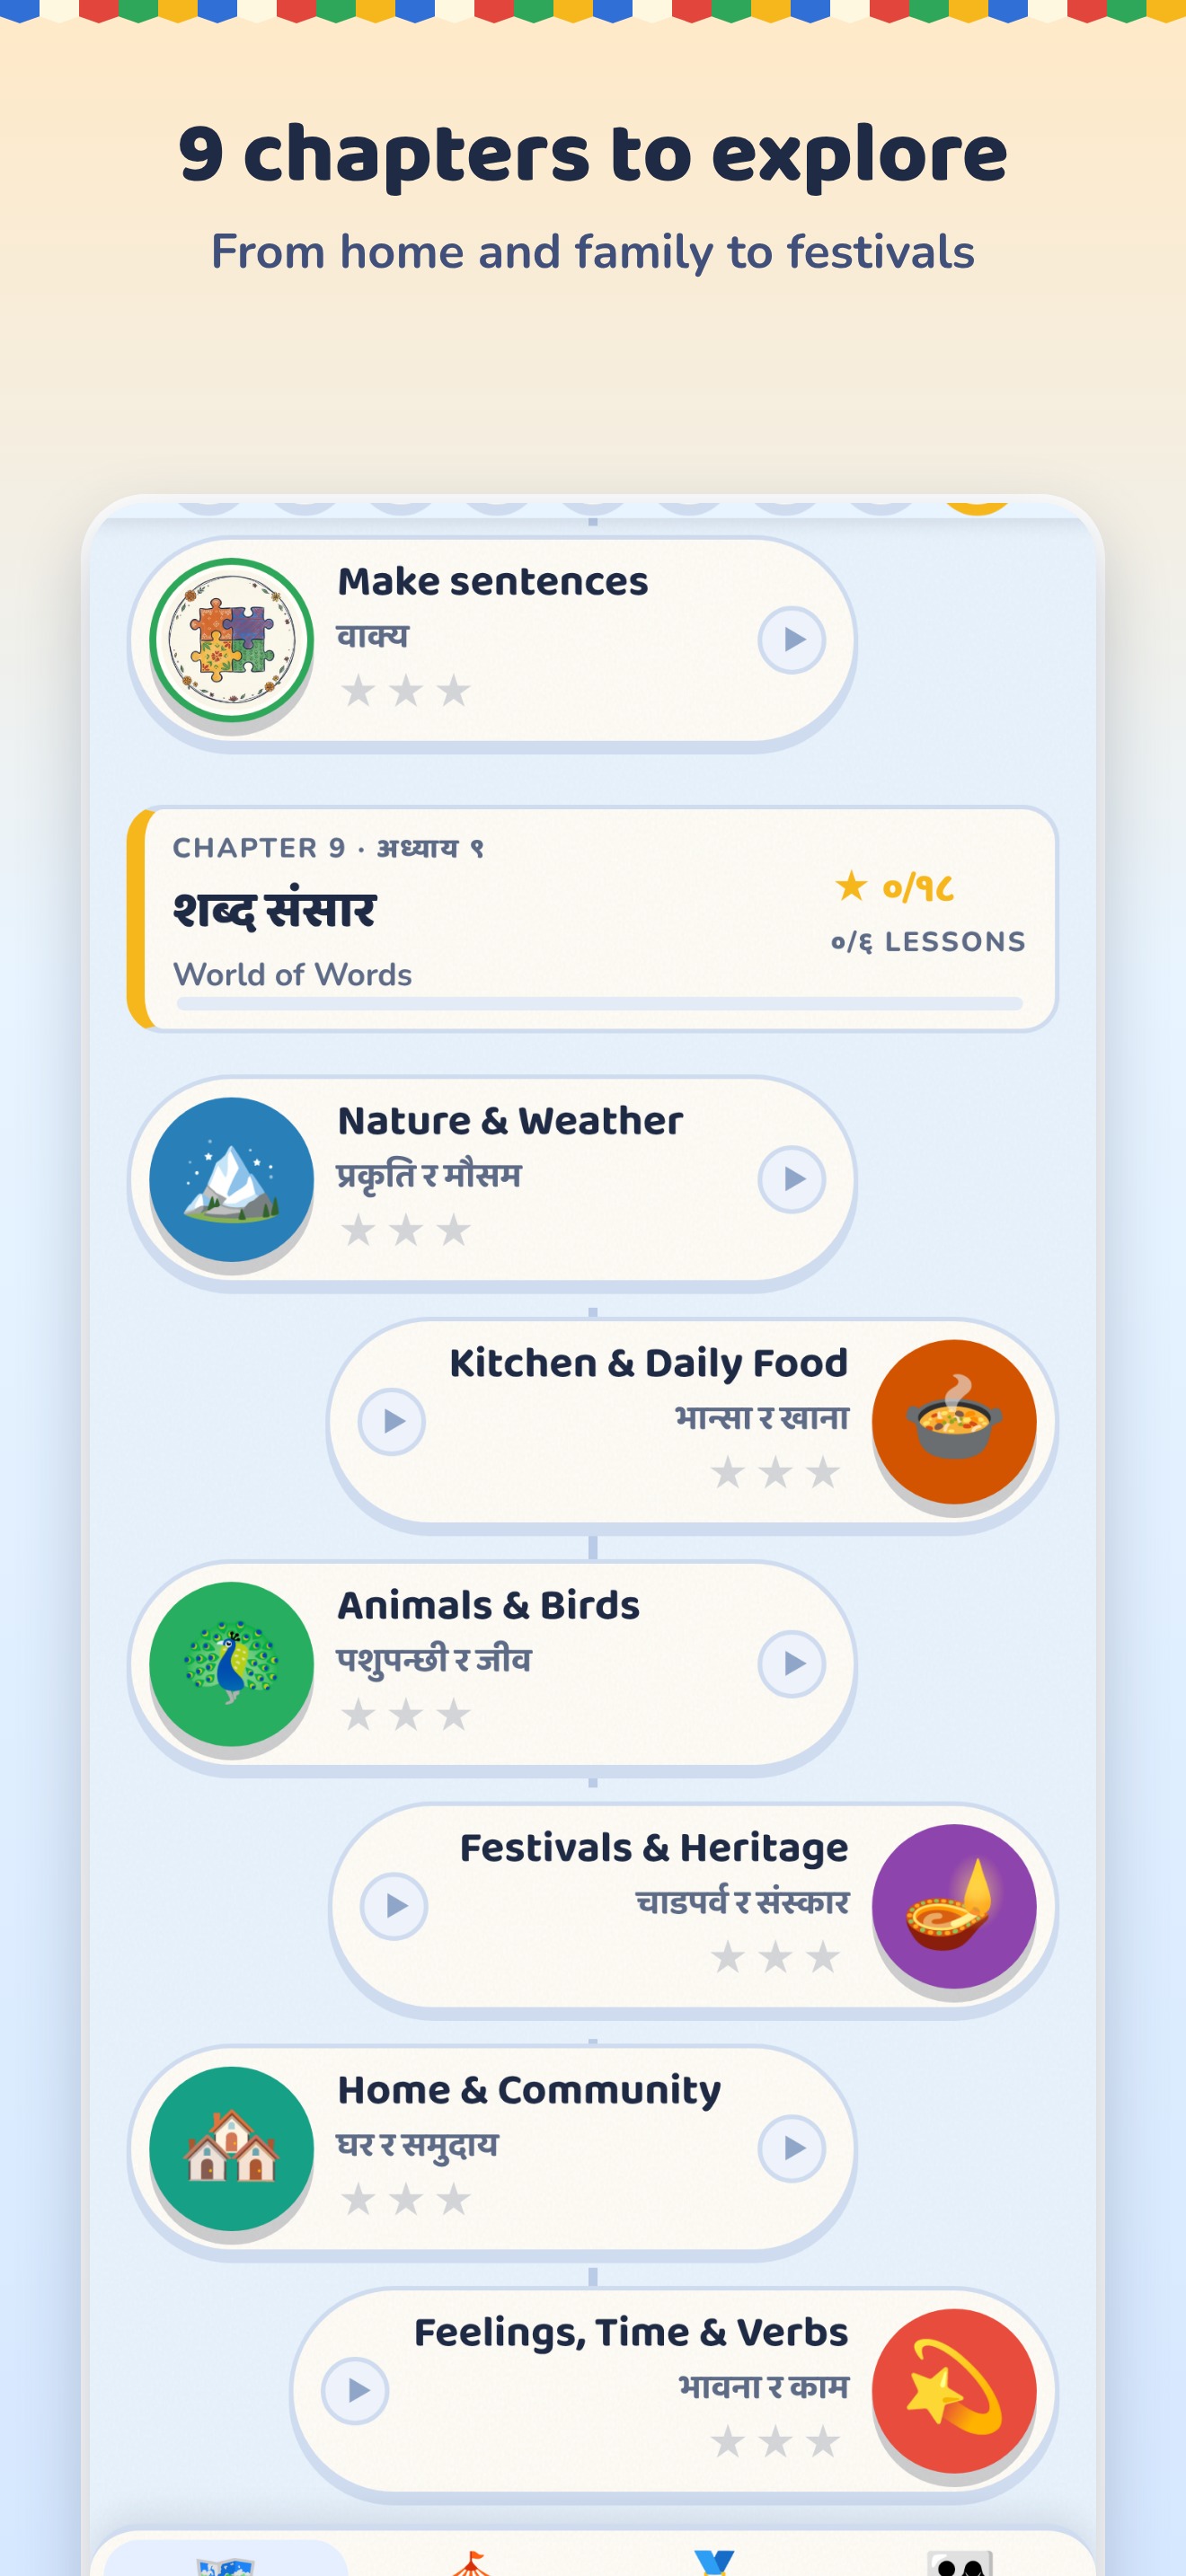 9 chapters to explore
From home and family to festivals
Make sentences
वाक्य
CHAPTER 9 · अध्याय ९
शब्द संसार
World of Words
★ ०/१८
०/६ LESSONS
Nature & Weather
प्रकृति र मौसम
Kitchen & Daily Food
भान्सा र खाना
Animals & Birds
पशुपन्छी र जीव
Festivals & Heritage
चाडपर्व र संस्कार
Home & Community
घर र समुदाय
Feelings, Time & Verbs
भावना र काम